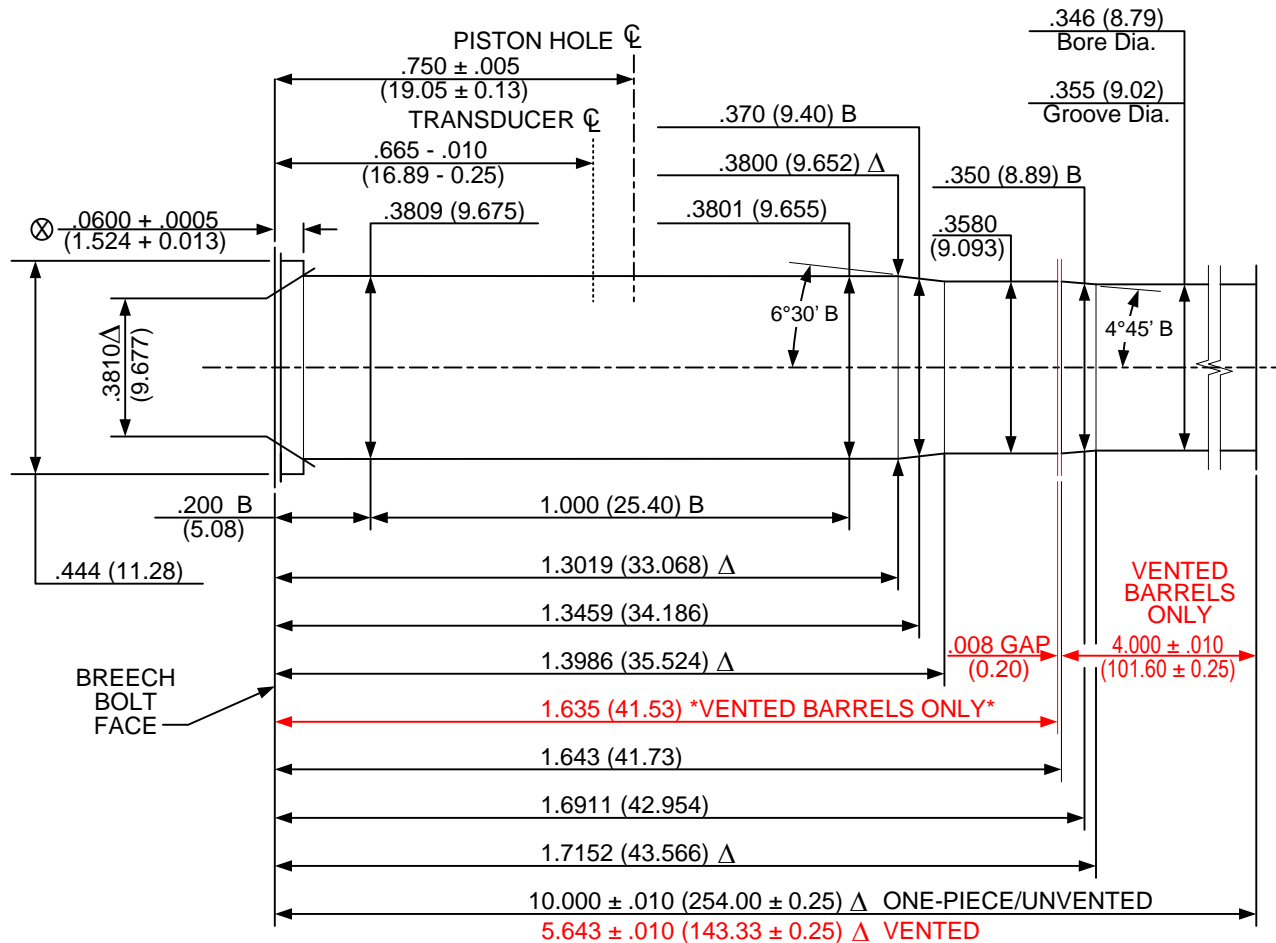 .346 (8.79)
Bore Dia.
PISTON HOLE ℄
.750 ± .005
(19.05 ± 0.13)
.355 (9.02)
Groove Dia.
TRANSDUCER ℄
.370 (9.40) B
.665 - .010
(16.89 - 0.25)
.3800 (9.652) Δ
.350 (8.89) B
⊗ .0600 + .0005
(1.524 + 0.013)
.3809 (9.675)
.3801 (9.655)
.3580
(9.093)
6°30' B
4°45' B
.3810Δ
(9.677)
.200 B
(5.08)
1.000 (25.40) B
.444 (11.28)
1.3019 (33.068) Δ
VENTED
BARRELS
ONLY
1.3459 (34.186)
.008 GAP
(0.20)
4.000 ± .010
(101.60 ± 0.25)
1.3986 (35.524) Δ
BREECH
BOLT
FACE
1.635 (41.53) *VENTED BARRELS ONLY*
1.643 (41.73)
1.6911 (42.954)
1.7152 (43.566) Δ
10.000 ± .010 (254.00 ± 0.25) Δ ONE-PIECE/UNVENTED
5.643 ± .010 (143.33 ± 0.25) Δ VENTED